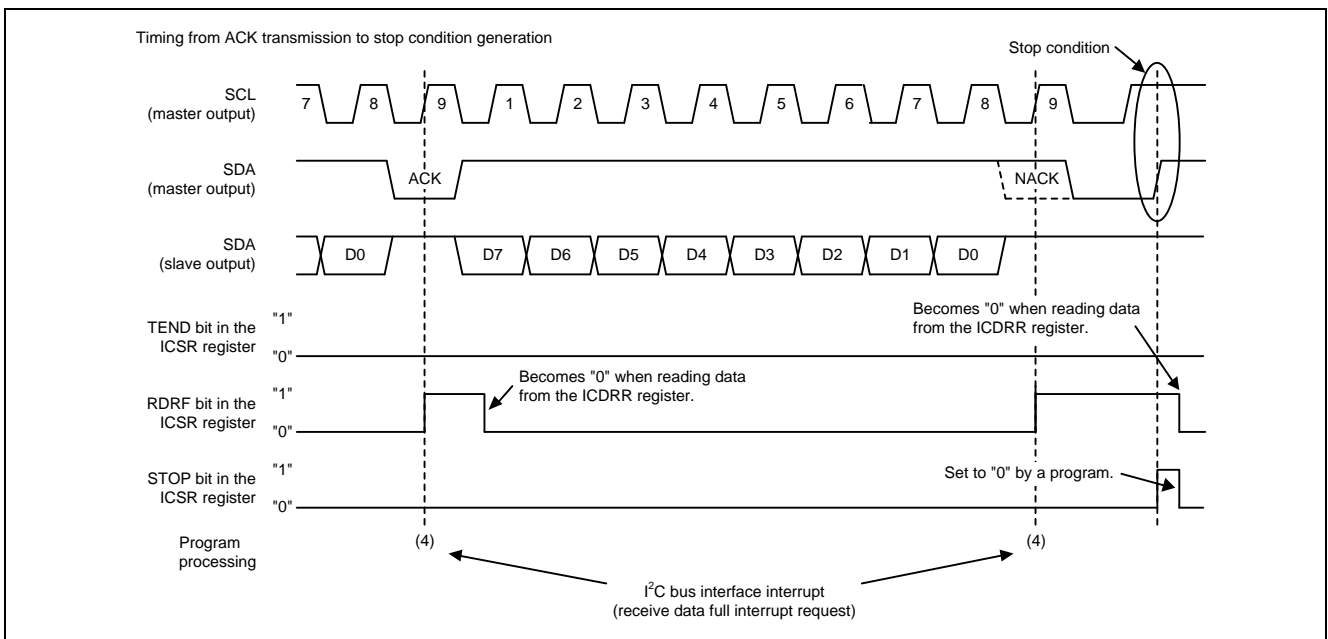 Timing from ACK transmission to stop condition generation
Stop condition
SCL
(master output)
7 8 9 1 2 3 4 5 6 7 8 9
SDA
(master output)
ACK NACK
SDA
(slave output)
D0 D7 D6 D5 D4 D3 D2 D1 D0
Becomes "0" when reading data
from the ICDRR register.
TEND bit in the
ICSR register
"1"
"0"
Becomes "0" when reading data
from the ICDRR register.
RDRF bit in the
ICSR register
"1"
"0"
STOP bit in the
ICSR register
"1"
"0"
Set to "0" by a program.
Program
processing
(4) (4)
I²C bus interface interrupt
(receive data full interrupt request)